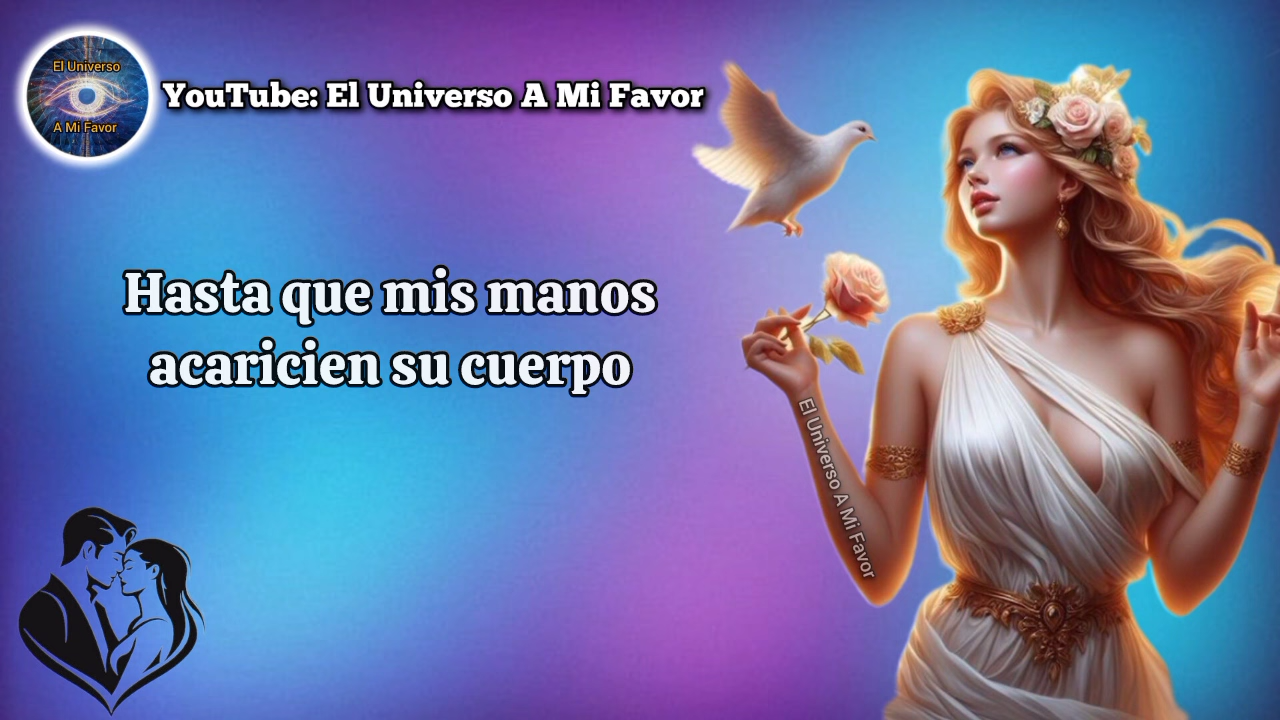 El Universo
A Mi Favor
YouTube: El Universo A Mi Favor
Hasta que mis manos
acaricien su cuerpo
El Universo A Mi Favor